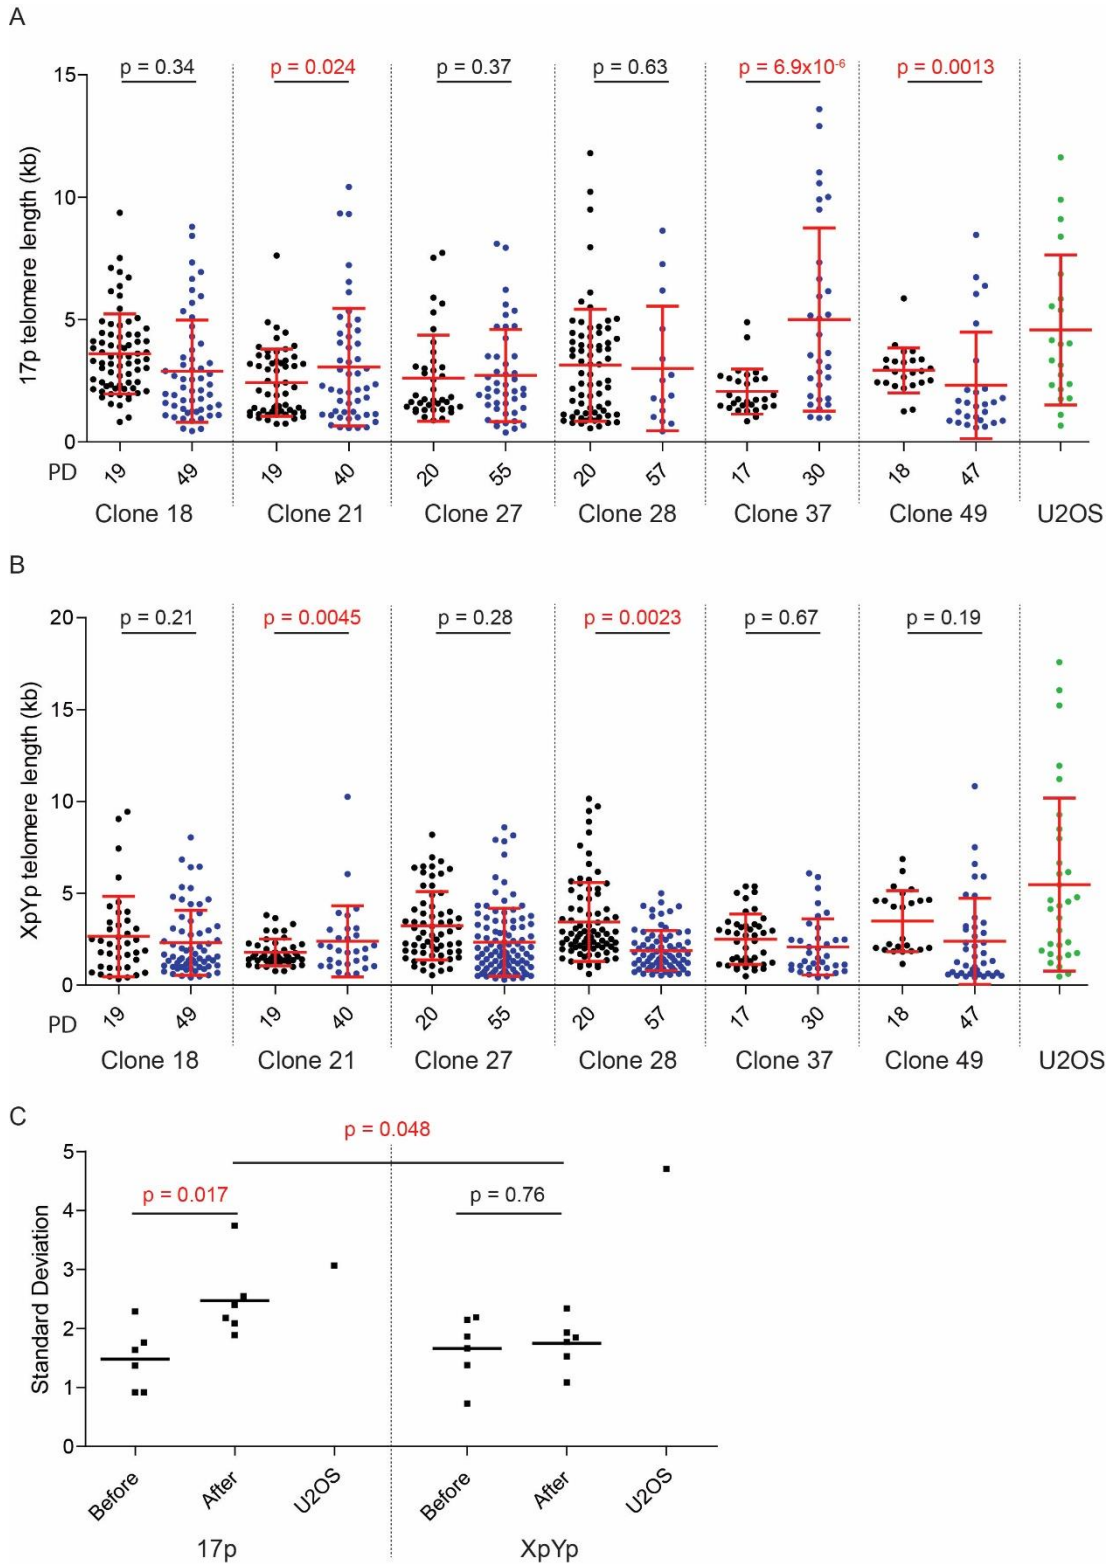 A
p = 0.34 p = 0.024 p = 0.37 p = 0.63 p = 6.9x10⁻⁶ p = 0.0013
17p telomere length (kb)
15
10
5
0
PD 19 49 19 40 20 55 20 57 17 30 18 47
Clone 18 Clone 21 Clone 27 Clone 28 Clone 37 Clone 49 U2OS
B
p = 0.21 p = 0.0045 p = 0.28 p = 0.0023 p = 0.67 p = 0.19
XpYp telomere length (kb)
20
15
10
5
0
PD 19 49 19 40 20 55 20 57 17 30 18 47
Clone 18 Clone 21 Clone 27 Clone 28 Clone 37 Clone 49 U2OS
C
p = 0.048
p = 0.017 p = 0.76
Standard Deviation
5
4
3
2
1
0
Before After U2OS Before After U2OS
17p XpYp